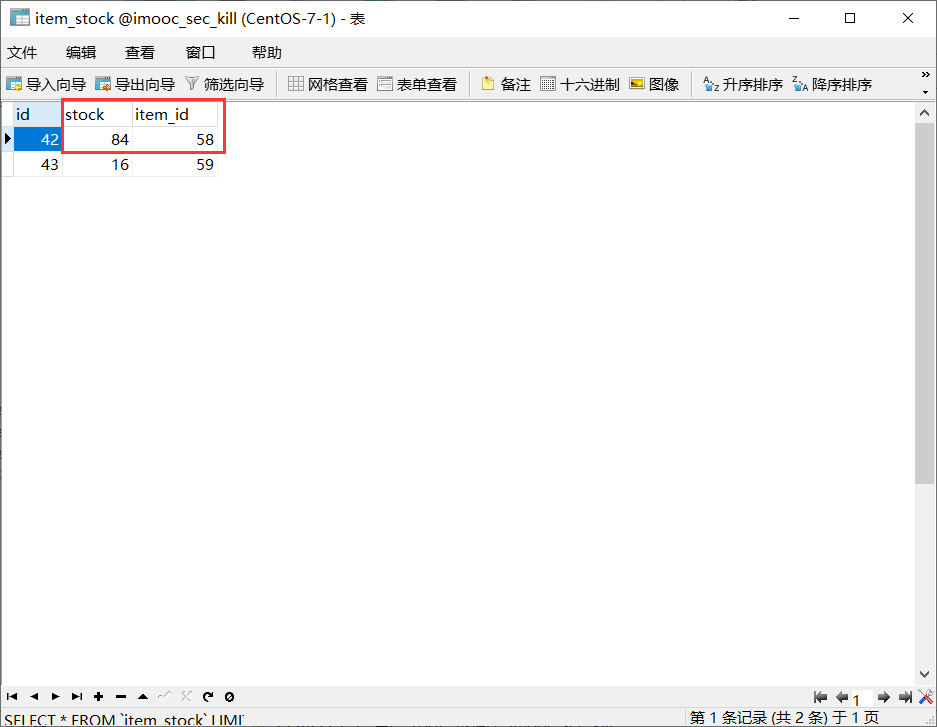 item_stock @imooc_sec_kill (CentOS-7-1) - 表
文件 编辑 查看 窗口 帮助
导入向导 导出向导 筛选向导 网格查看 表单查看 备注 十六进制 图像 升序排序 降序排序
id stock item_id
42 84 58
43 16 59
1
SELECT * FROM `item_stock` LIMI 第 1 条记录 (共 2 条) 于 1 页